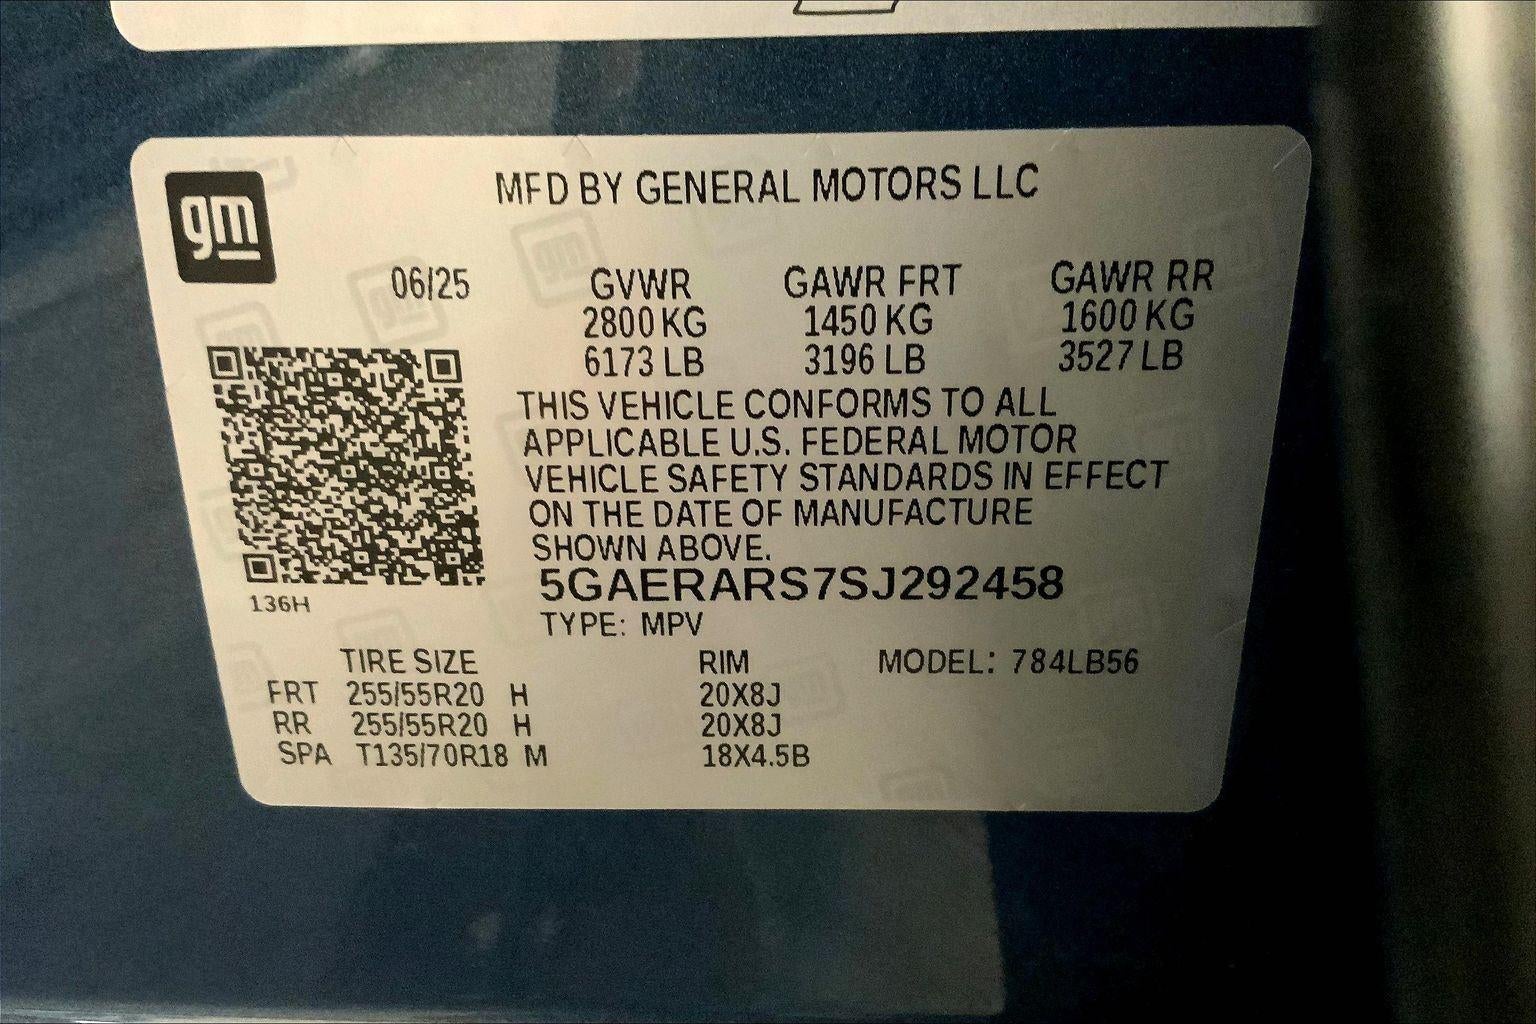 gm
MFD BY GENERAL MOTORS LLC
06/25 GVWR GAWR FRT GAWR RR
2800 KG 1450 KG 1600 KG
6173 LB 3196 LB 3527 LB
THIS VEHICLE CONFORMS TO ALL
APPLICABLE U.S. FEDERAL MOTOR
VEHICLE SAFETY STANDARDS IN EFFECT
ON THE DATE OF MANUFACTURE
SHOWN ABOVE.
5GAERARS7SJ292458
136H
TYPE: MPV
TIRE SIZE RIM MODEL: 784LB56
FRT 255/55R20 H 20X8J
RR 255/55R20 H 20X8J
SPA T135/70R18 M 18X4.5B